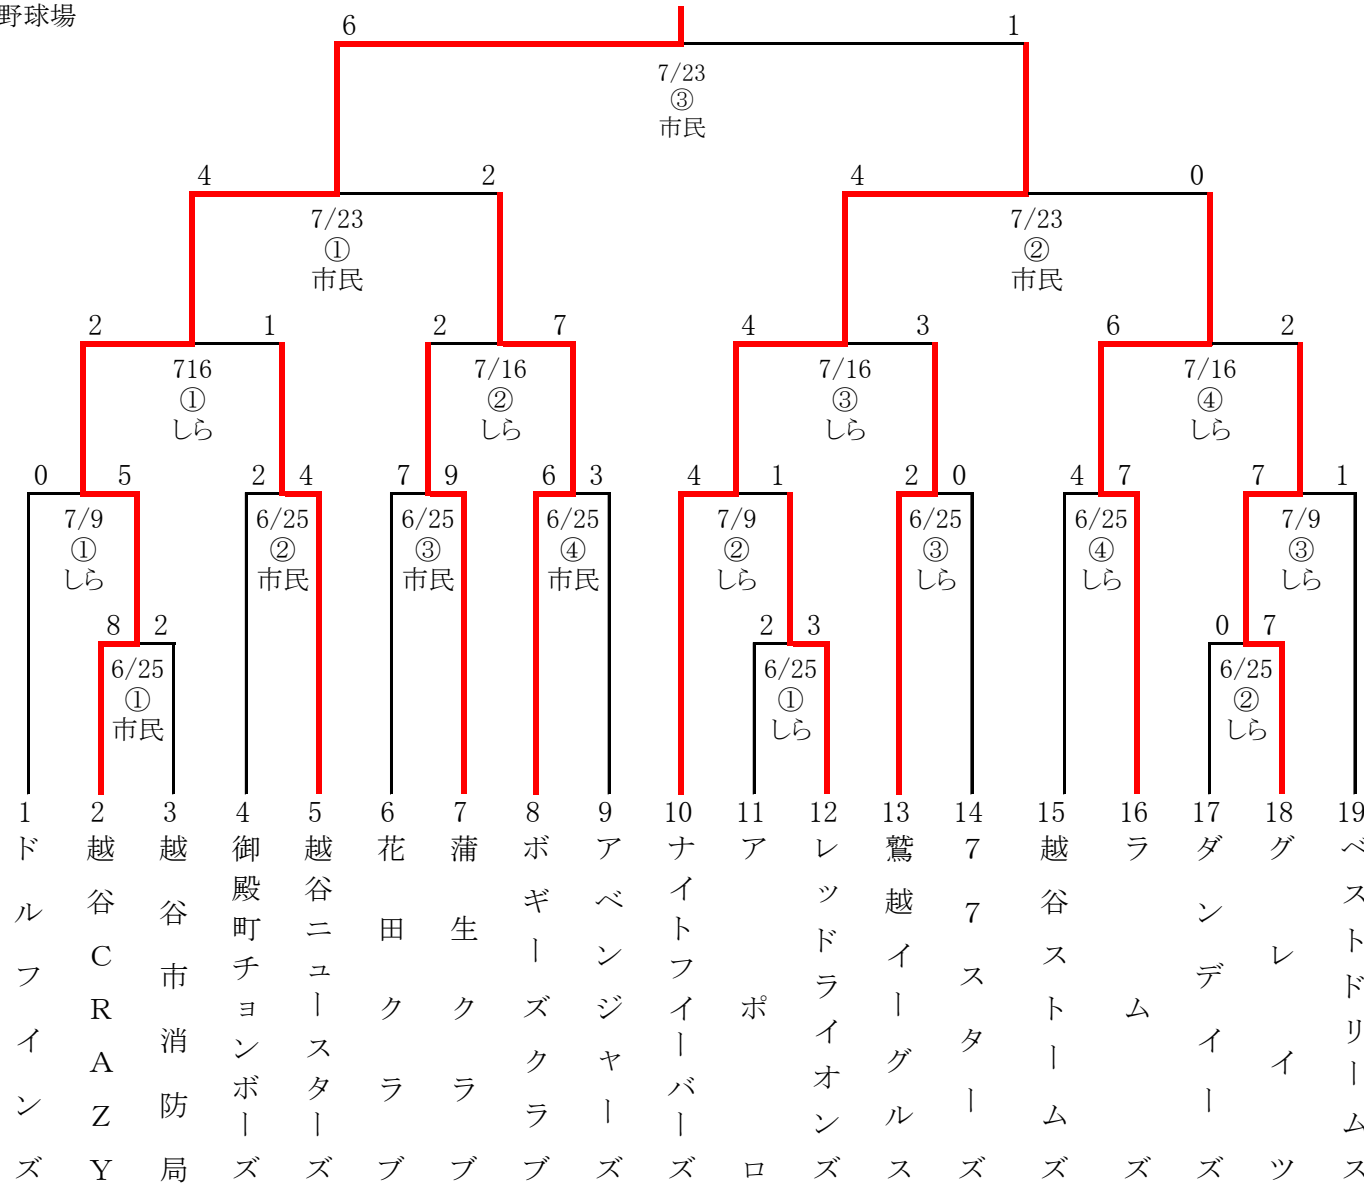 野球場
6 1
7/23
③
市民
4 2 4 0
7/23 7/23
① ②
市民 市民
2 1 2 7 4 3 6 2
716 7/16 7/16 7/16
① ② ③ ④
しら しら しら しら
0 5 2 4 7 9 6 3 4 1 2 0 4 7 7 1
7/9 6/25 6/25 6/25 7/9 6/25 6/25 7/9
① ② ③ ④ ② ③ ④ ③
しら 市民 市民 市民 しら しら しら しら
8 2 2 3 0 7
6/25 6/25 6/25
① ① ②
市民 しら しら
1 2 3 4 5 6 7 8 9 10 11 12 13 14 15 16 17 18 19
ドルフインズ
越谷CRAZY
越谷市消防局
御殿町チョンボーズ
越谷ニュースターズ
花田クラブ
蒲生クラブ
ボギーズクラブ
アベンジャーズ
ナイトフイーバーズ
アポロ
レッドライオンズ
鷲越イーグルス
77スターズ
越谷ストームズ
ラムズ
ダンデイーズ
グレイツ
ベストドリームス